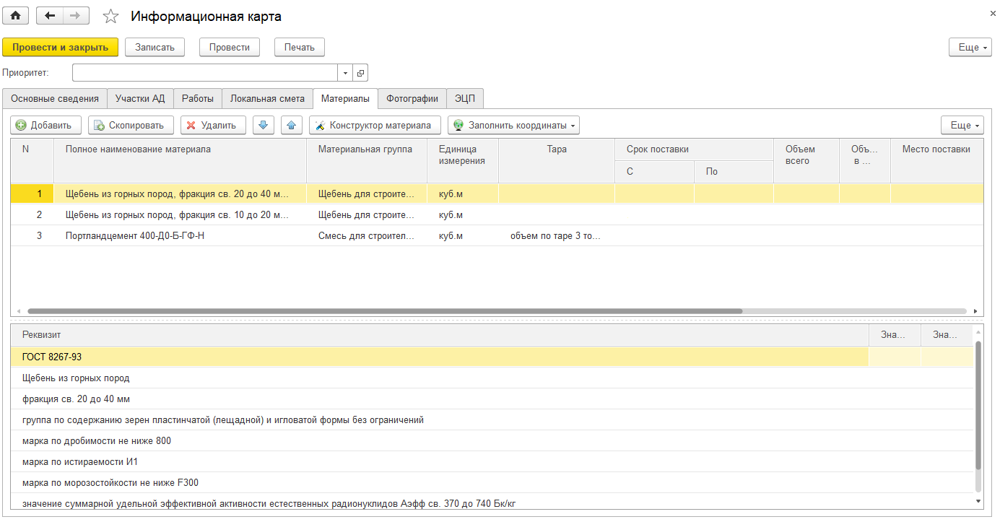 Информационная карта
Провести и закрыть Записать Провести Печать Еще
Приоритет:
Основные сведения Участки АД Работы Локальная смета Материалы Фотографии ЭЦП
Добавить Скопировать Удалить Конструктор материала Заполнить координаты Еще
N Полное наименование материала Материальная группа Единица измерения Тара Срок поставки С По Объем всего Объ... в ... Место поставки
1 Щебень из горных пород, фракция св. 20 до 40 м... Щебень для строите... куб.м
2 Щебень из горных пород, фракция св. 10 до 20 м... Щебень для строите... куб.м
3 Портландцемент 400-Д0-Б-ГФ-Н Смесь для строител... куб.м объем по таре 3 то...
Реквизит Зна... Зна...
ГОСТ 8267-93
Щебень из горных пород
фракция св. 20 до 40 мм
группа по содержанию зерен пластинчатой (лещадной) и игловатой формы без ограничений
марка по дробимости не ниже 800
марка по истираемости И1
марка по морозостойкости не ниже F300
значение суммарной удельной эффективной активности естественных радионуклидов Аэфф св. 370 до 740 Бк/кг